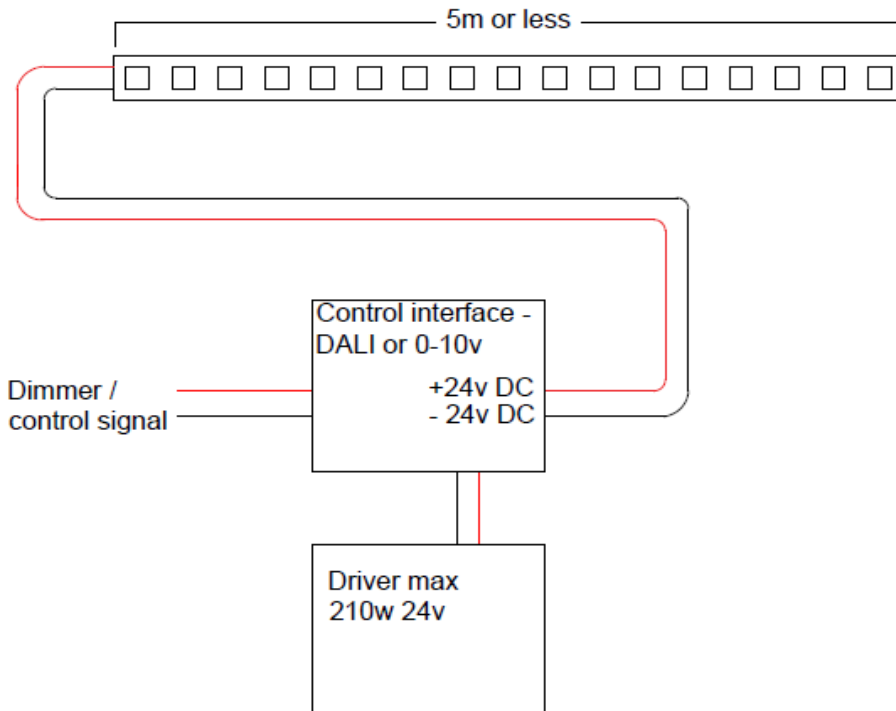 5m or less
Control interface -
DALI or 0-10v
+24v DC
- 24v DC
Dimmer /
control signal
Driver max
210w 24v